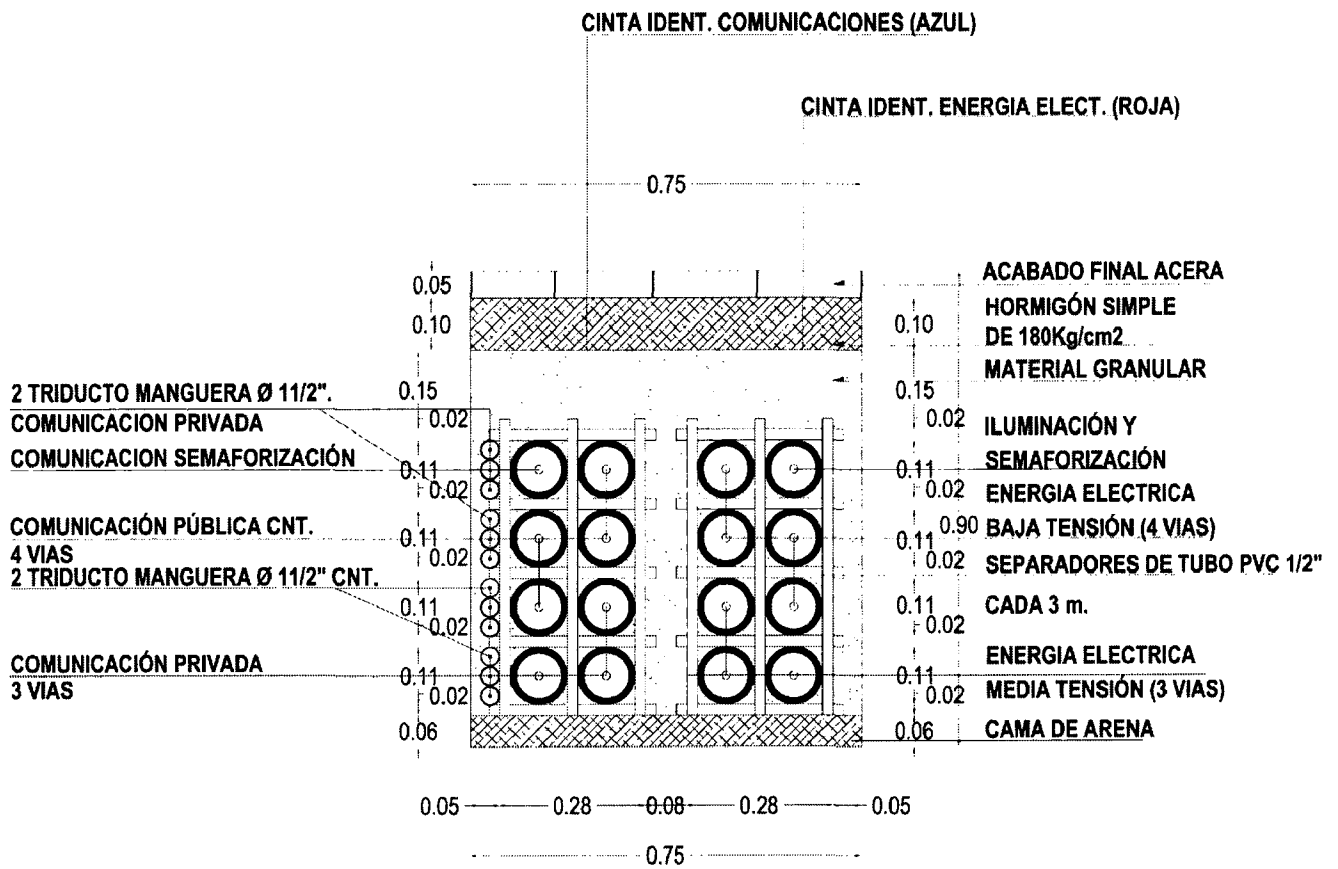 CINTA IDENT. COMUNICACIONES (AZUL)
CINTA IDENT. ENERGIA ELECT. (ROJA)
0.75
0.05
0.10
0.15
0.02
0.11
0.02
0.11
0.02
0.11
0.02
0.11
0.02
0.06
2 TRIDUCTO MANGUERA Ø 11/2".
COMUNICACION PRIVADA
COMUNICACION SEMAFORIZACIÓN
COMUNICACIÓN PÚBLICA CNT.
4 VIAS
2 TRIDUCTO MANGUERA Ø 11/2" CNT.
COMUNICACIÓN PRIVADA
3 VIAS
0.10
0.15
0.02
0.11
0.02
0.11
0.02
0.11
0.02
0.11
0.02
0.06
0.90
ACABADO FINAL ACERA
HORMIGÓN SIMPLE
DE 180Kg/cm2
MATERIAL GRANULAR
ILUMINACIÓN Y
SEMAFORIZACIÓN
ENERGIA ELECTRICA
BAJA TENSIÓN (4 VIAS)
SEPARADORES DE TUBO PVC 1/2"
CADA 3 m.
ENERGIA ELECTRICA
MEDIA TENSIÓN (3 VIAS)
CAMA DE ARENA
0.05 0.28 0.08 0.28 0.05
0.75